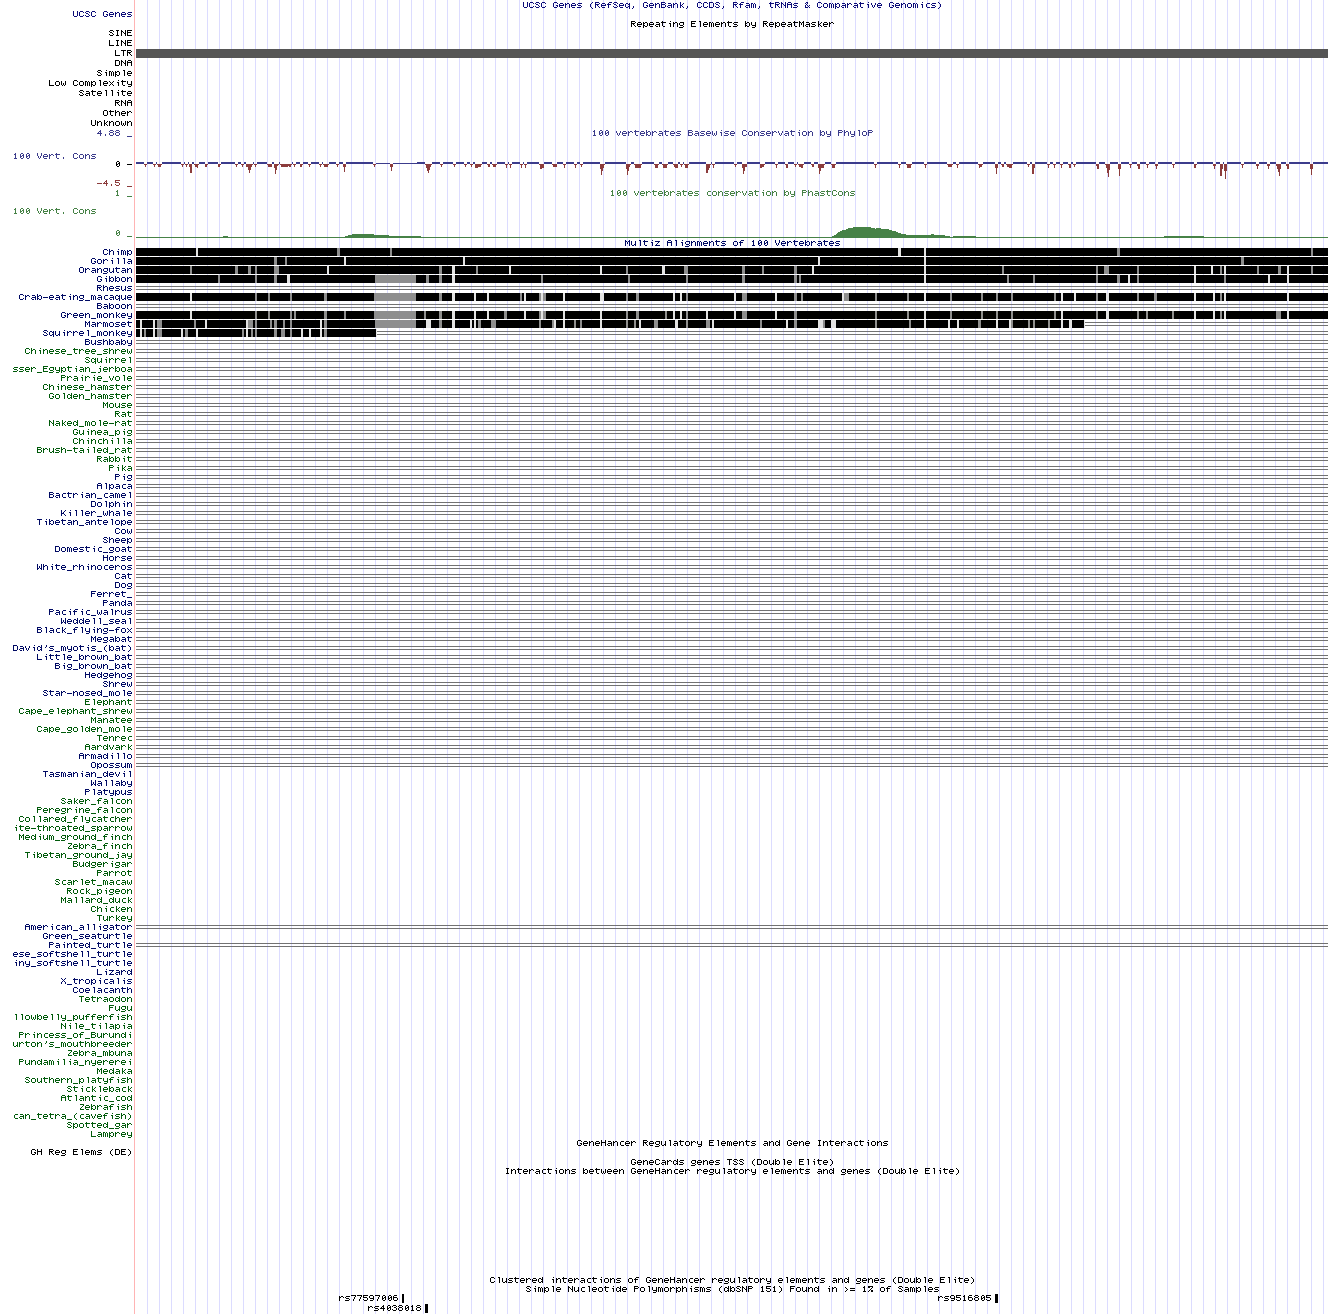 UCSC Genes (RefSeq, GenBank, CCDS, Rfam, tRNAs & Comparative Genomics)
UCSC Genes
Repeating Elements by RepeatMasker
SINE
LINE
LTR
DNA
Simple
Low Complexity
Satellite
RNA
Other
Unknown
4.88 _
100 vertebrates Basewise Conservation by PhyloP
100 Vert. Cons
0 _
-4.5 _
1 _
100 vertebrates conservation by PhastCons
100 Vert. Cons
0 _
Multiz Alignments of 100 Vertebrates
Chimp
Gorilla
Orangutan
Gibbon
Rhesus
Crab-eating_macaque
Baboon
Green_monkey
Marmoset
Squirrel_monkey
Bushbaby
Chinese_tree_shrew
Squirrel
sser_Egyptian_jerboa
Prairie_vole
Chinese_hamster
Golden_hamster
Mouse
Rat
Naked_mole-rat
Guinea_pig
Chinchilla
Brush-tailed_rat
Rabbit
Pika
Pig
Alpaca
Bactrian_camel
Dolphin
Killer_whale
Tibetan_antelope
Cow
Sheep
Domestic_goat
Horse
White_rhinoceros
Cat
Dog
Ferret_
Panda
Pacific_walrus
Weddell_seal
Black_flying-fox
Megabat
David's_myotis_(bat)
Little_brown_bat
Big_brown_bat
Hedgehog
Shrew
Star-nosed_mole
Elephant
Cape_elephant_shrew
Manatee
Cape_golden_mole
Tenrec
Aardvark
Armadillo
Opossum
Tasmanian_devil
Wallaby
Platypus
Saker_falcon
Peregrine_falcon
Collared_flycatcher
ite-throated_sparrow
Medium_ground_finch
Zebra_finch
Tibetan_ground_jay
Budgerigar
Parrot
Scarlet_macaw
Rock_pigeon
Mallard_duck
Chicken
Turkey
American_alligator
Green_seaturtle
Painted_turtle
ese_softshell_turtle
iny_softshell_turtle
Lizard
X_tropicalis
Coelacanth
Tetraodon
Fugu
llowbelly_pufferfish
Nile_tilapia
Princess_of_Burundi
urton's_mouthbreeder
Zebra_mbuna
Pundamilia_nyererei
Medaka
Southern_platyfish
Stickleback
Atlantic_cod
Zebrafish
can_tetra_(cavefish)
Spotted_gar
Lamprey
GeneHancer Regulatory Elements and Gene Interactions
GH Reg Elems (DE)
GeneCards genes TSS (Double Elite)
Interactions between GeneHancer regulatory elements and genes (Double Elite)
Clustered interactions of GeneHancer regulatory elements and genes (Double Elite)
Simple Nucleotide Polymorphisms (dbSNP 151) Found in >= 1% of Samples
rs77597006
rs9516805
rs4038018